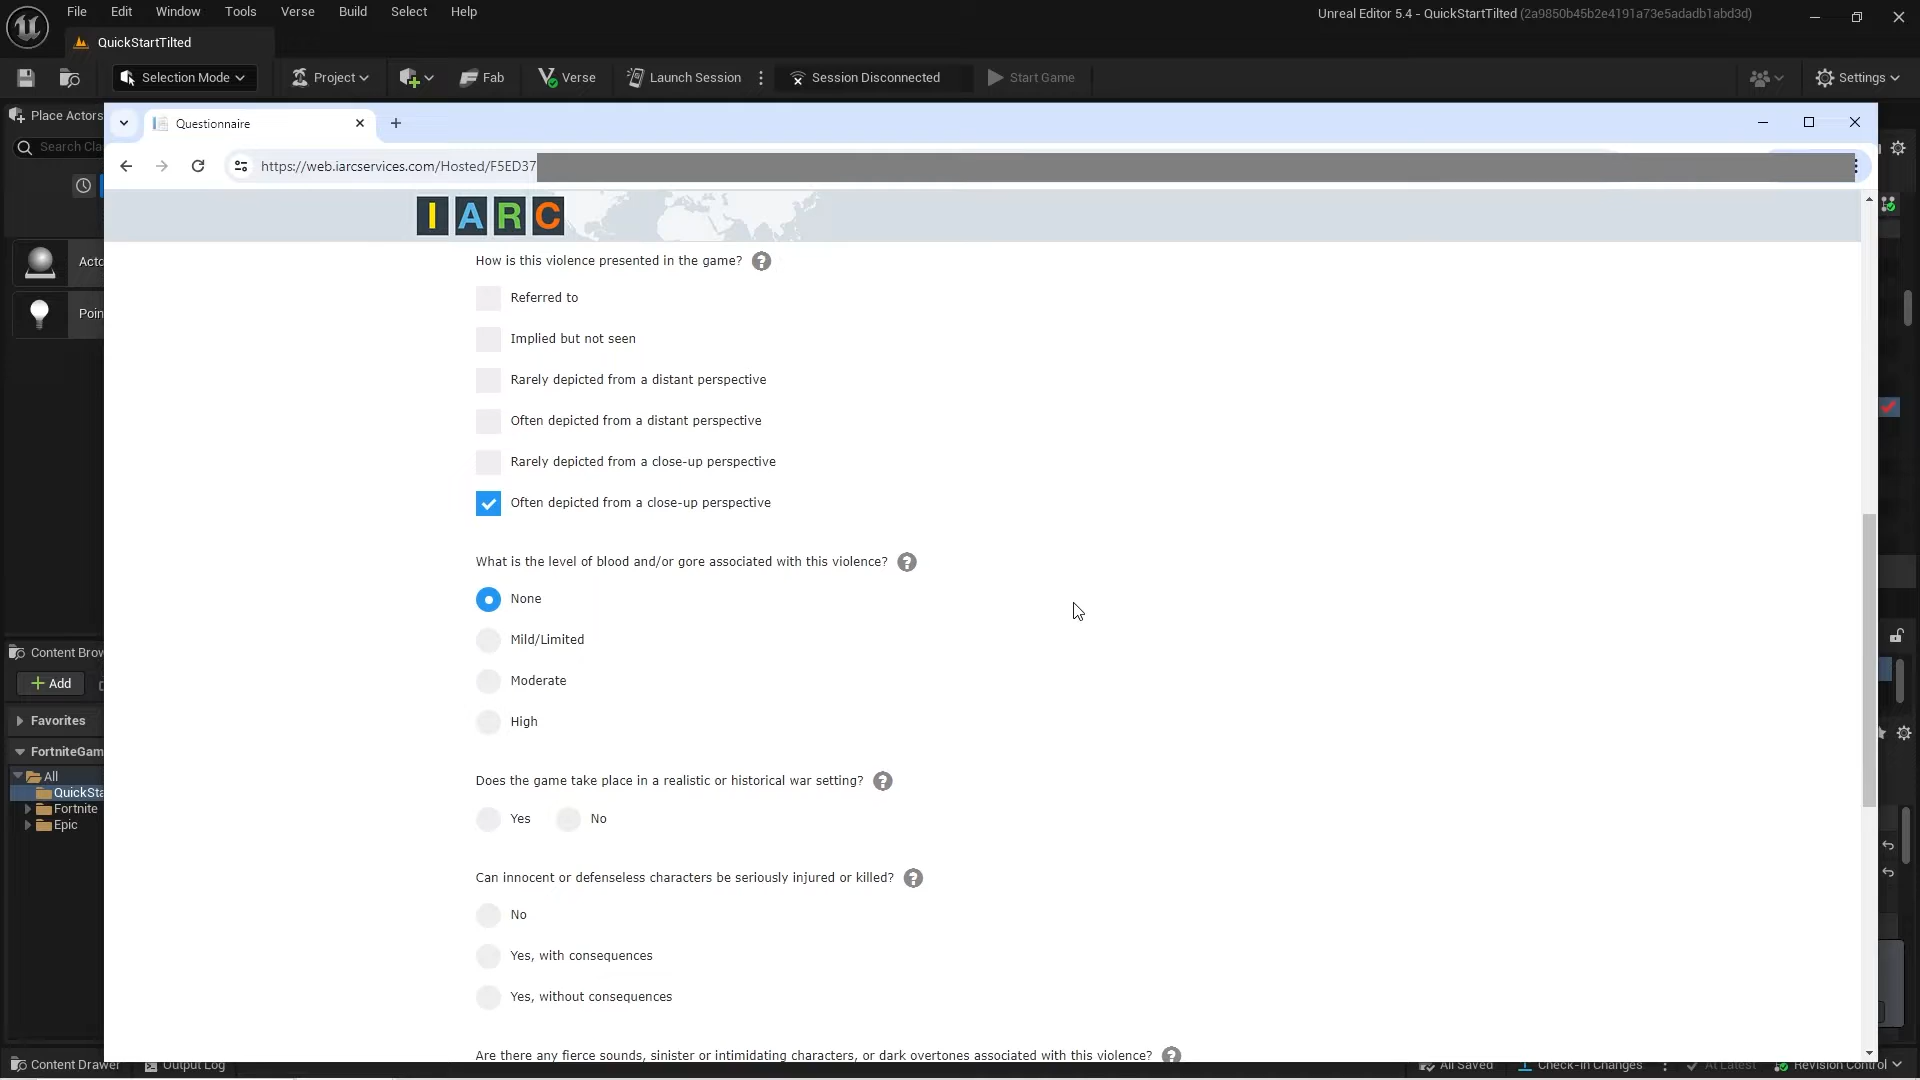 File Edit Window Tools Verse Build Select Help
Unreal Editor 5.4 - QuickStartTilted (2a9850b45b2e4191a73e5adadb1abd3d)
QuickStartTilted
Selection Mode Project Fab Verse Launch Session Session Disconnected Start Game Settings
Place Actors
Questionnaire
Search Cla
https://web.iarcservices.com/Hosted/F5ED37
IARC
How is this violence presented in the game? ?
Acto
Referred to
Poin
Implied but not seen
Rarely depicted from a distant perspective
Often depicted from a distant perspective
Rarely depicted from a close-up perspective
Often depicted from a close-up perspective
What is the level of blood and/or gore associated with this violence? ?
None
Mild/Limited
Content Brow
+ Add
Moderate
Favorites
High
FortniteGam
All
Does the game take place in a realistic or historical war setting? ?
QuickSta
Fortnite
Yes No
Epic
Can innocent or defenseless characters be seriously injured or killed? ?
No
Yes, with consequences
Yes, without consequences
Are there any fierce sounds, sinister or intimidating characters, or dark overtones associated with this violence? ?
Content Drawer Output Log All Saved Check-In Changes At Latest Revision Control